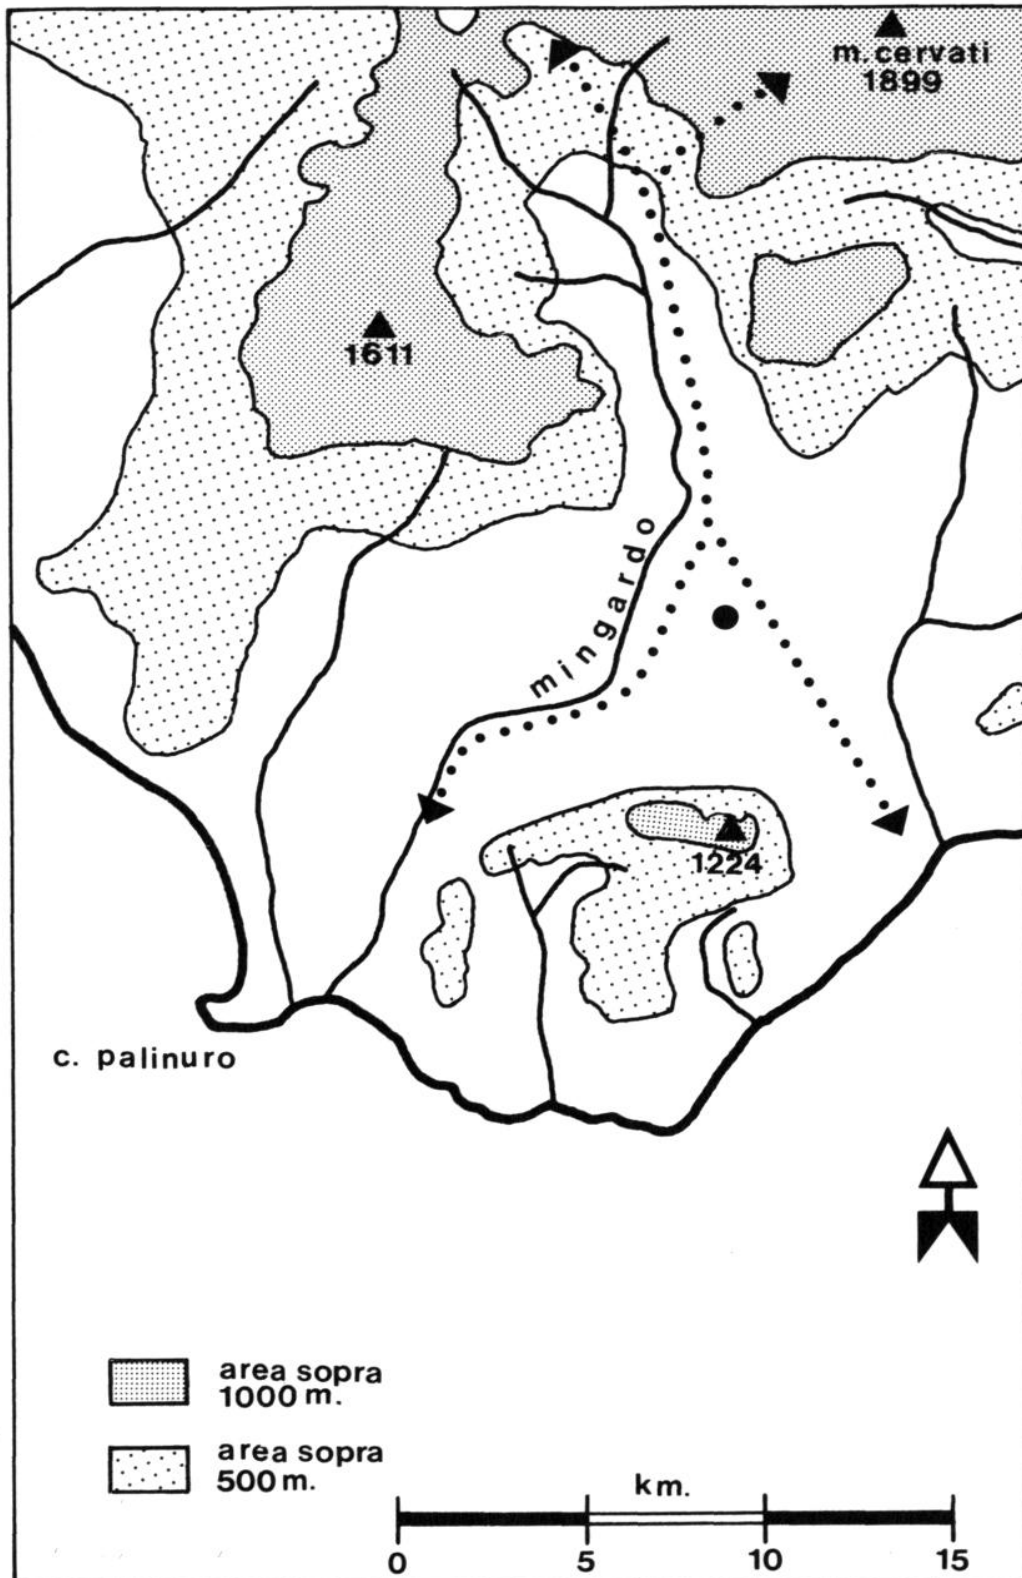 m. cervati
1899
1611
mingardo
1224
c. palinuro
area sopra
1000 m.
area sopra
500 m.
km.
0 5 10 15